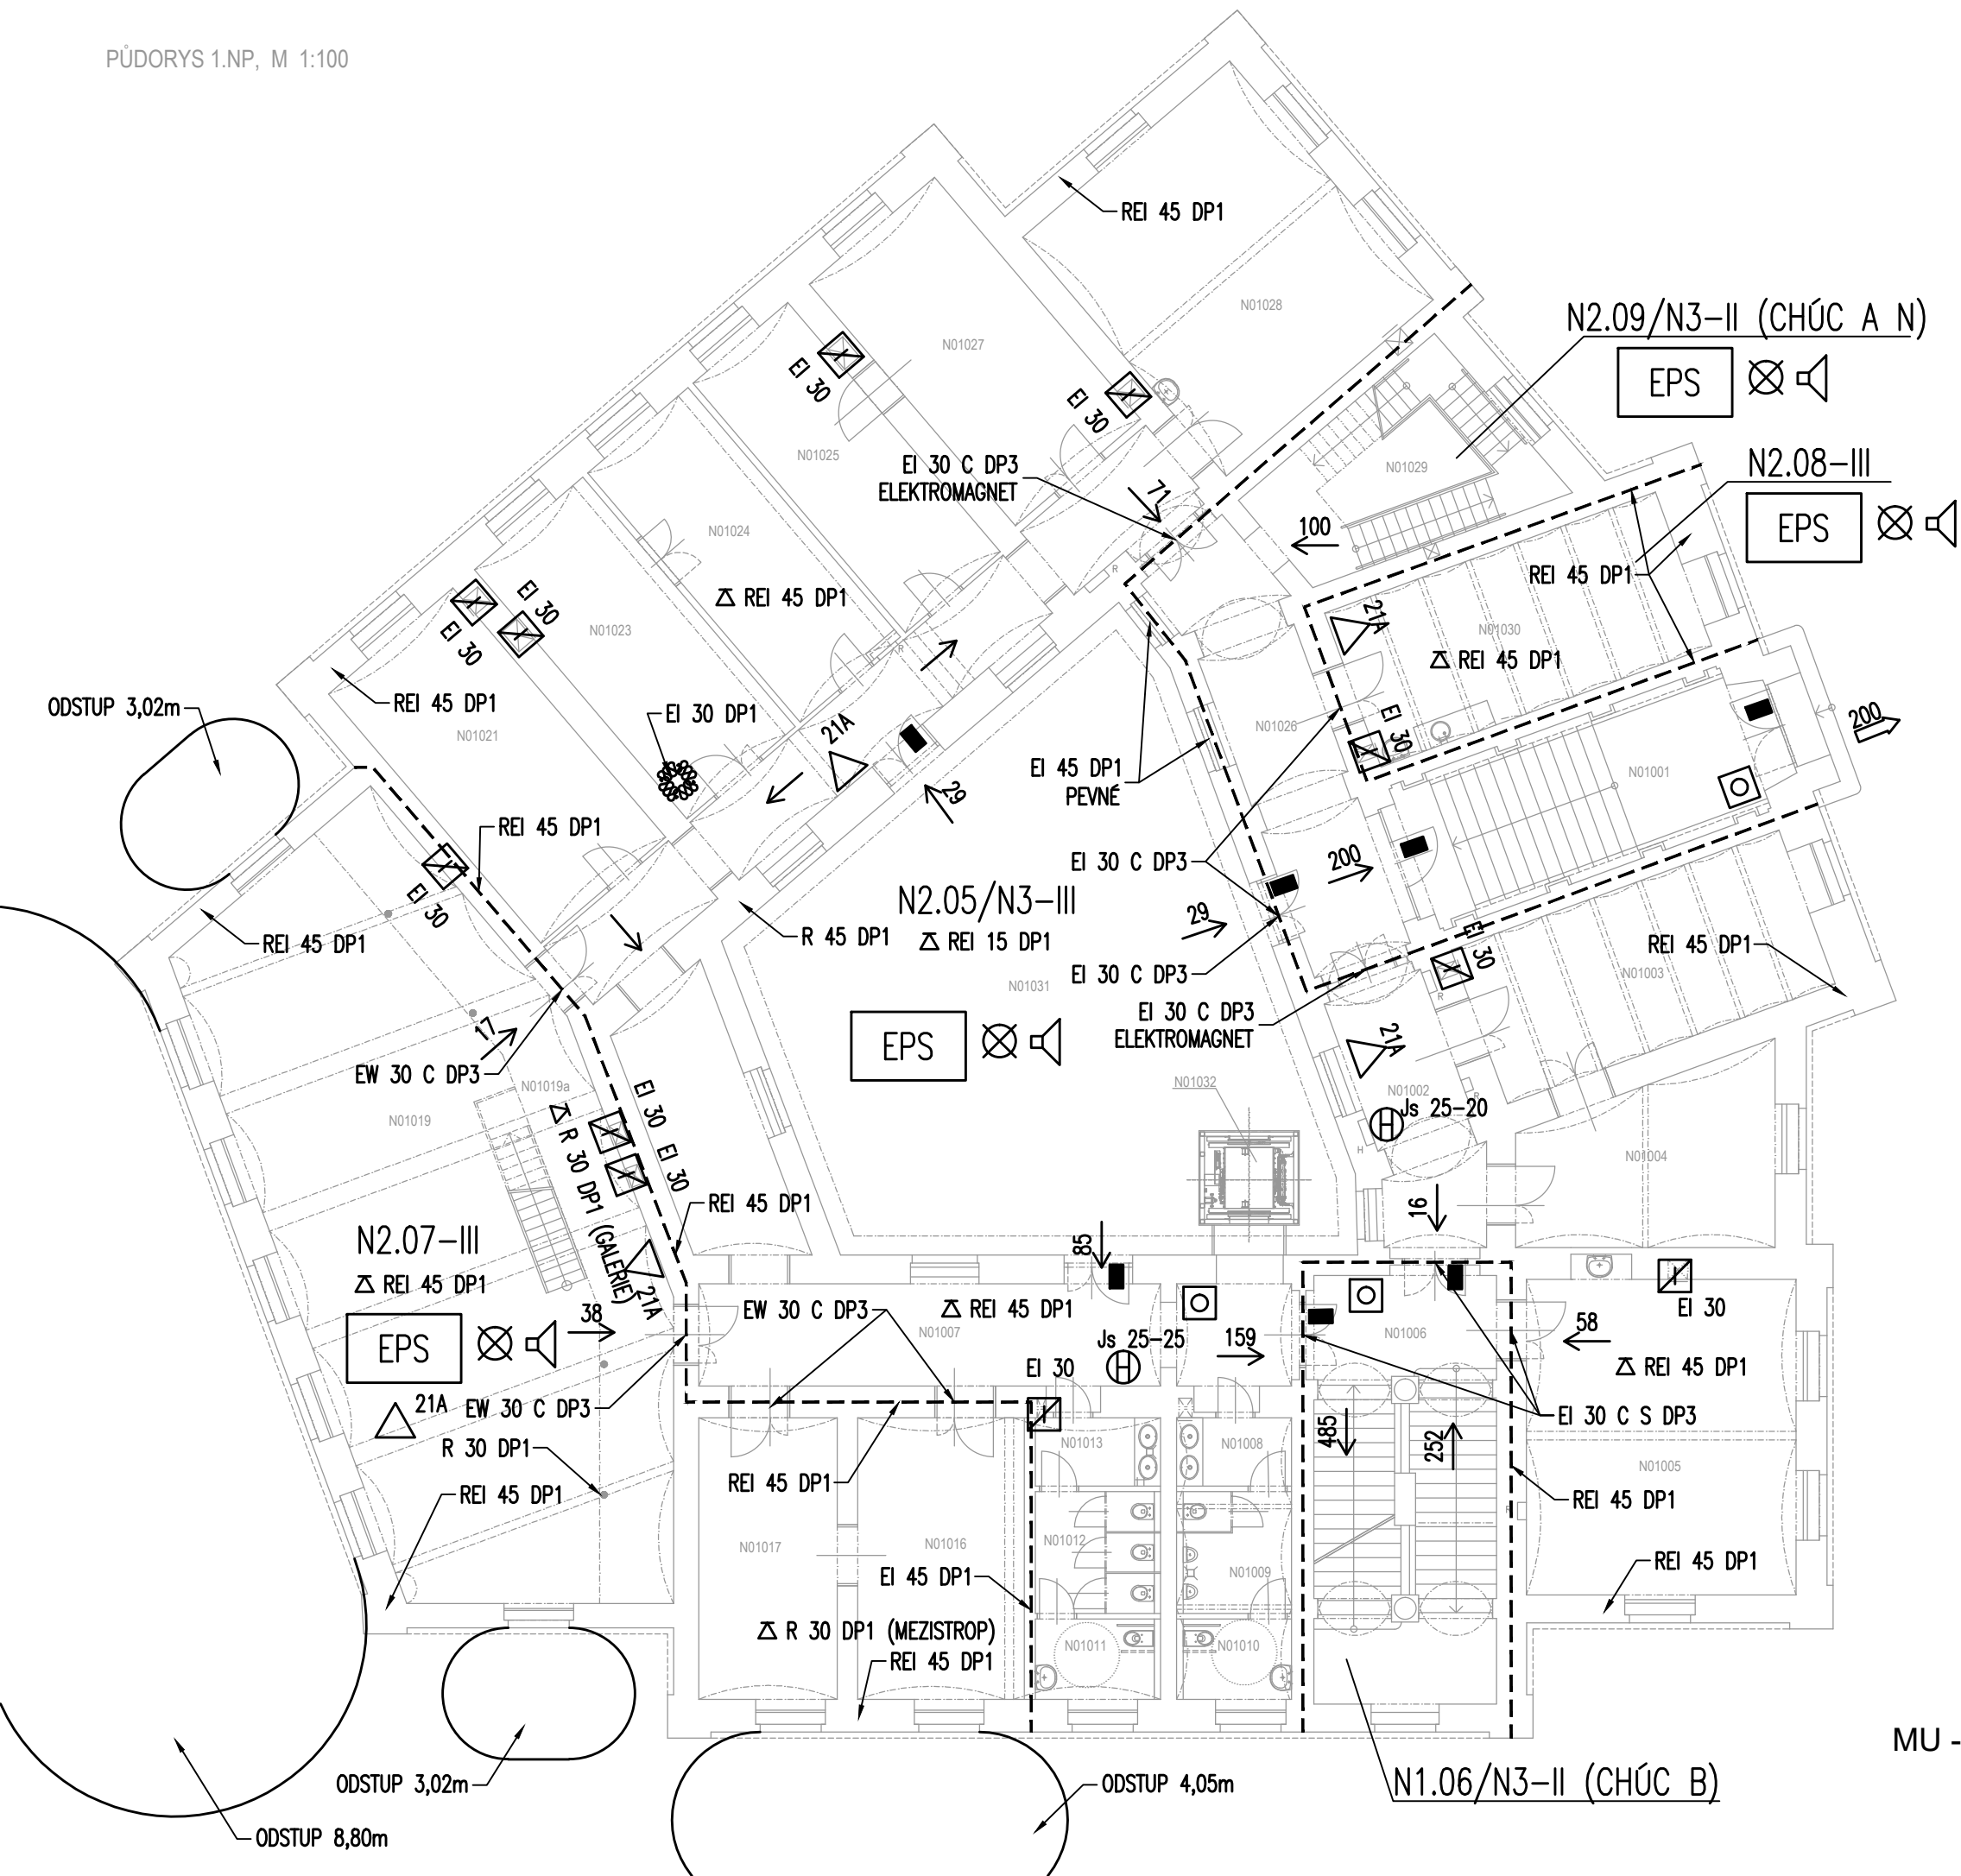 PŮDORYS 1.NP, M 1:100
REI 45 DP1
N01028
N2.09/N3-II (CHÚC A N)
EPS
N01027
EI 30
EI 30
N01025
EI 30 C DP3
ELEKTROMAGNET
71
N01029
N2.08-III
EPS
100
N01024
R
REI 45 DP1
REI 45 DP1
EI 30
EI 30
N01023
21A
N01030
REI 45 DP1
R
REI 45 DP1
ODSTUP 3,02m
EI 30 DP1
N01021
21A
N01026
EI 30
200
EI 45 DP1
PEVNÉ
N01001
29
REI 45 DP1
EI 30 C DP3
200
EI 30
N2.05/N3-III
REI 15 DP1
R 45 DP1
29
REI 45 DP1
EI 30
REI 45 DP1
N01031
EI 30 C DP3
N01003
R
EI 30 C DP3
ELEKTROMAGNET
17
EPS
21A
EW 30 C DP3
N01019a
N01019
EI 30
EI 30
N01032
N01002
R
Js 25-20
H
R 30 DP1 (GALERIE)
N01004
REI 45 DP1
16
N2.07-III
REI 45 DP1
21A
85
EPS
38
EW 30 C DP3
REI 45 DP1
N01007
Js 25-25
159
N01006
58
EI 30
REI 45 DP1
EI 30
21A
EW 30 C DP3
EI 30 C S DP3
R 30 DP1
N01013
N01008
485
252
REI 45 DP1
REI 45 DP1
N01005
REI 45 DP1
N01017
N01016
N01012
N01009
EI 45 DP1
REI 45 DP1
R 30 DP1 (MEZISTROP)
REI 45 DP1
N01011
N01010
MU -
ODSTUP 3,02m
ODSTUP 4,05m
N1.06/N3-II (CHÚC B)
ODSTUP 8,80m